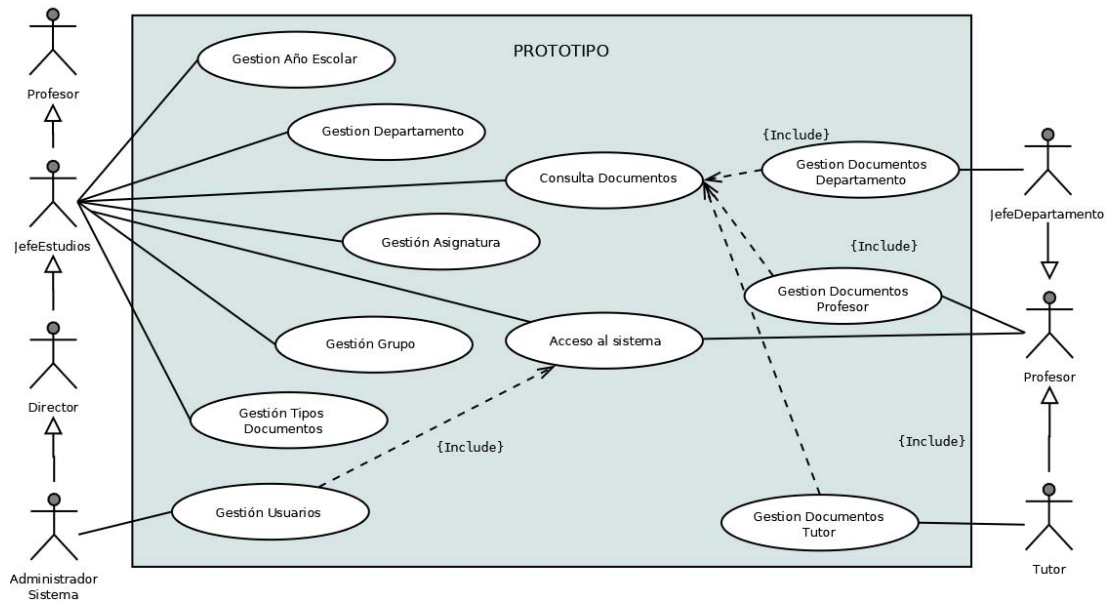 PROTOTIPO
Profesor
JefeEstudios
Director
Administrador
Sistema
Gestion Año Escolar
Gestion Departamento
Consulta Documentos
Gestión Asignatura
Gestión Grupo
Acceso al sistema
Gestión Tipos
Documentos
Gestión Usuarios
{Include}
{Include}
Gestion Documentos
Departamento
{Include}
Gestion Documentos
Profesor
{Include}
Gestion Documentos
Tutor
JefeDepartamento
Profesor
Tutor